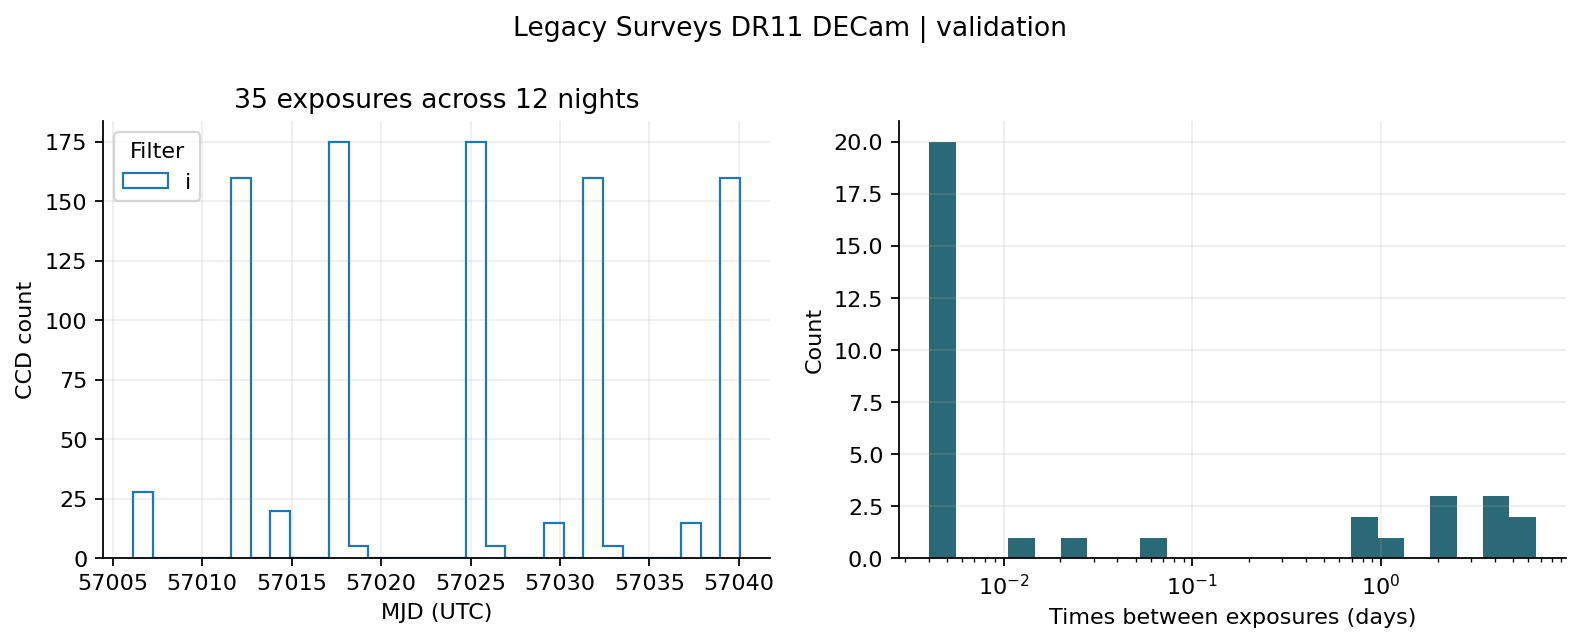 Legacy Surveys DR11 DECam | validation
35 exposures across 12 nights
175
150
125
100
75
50
25
0
CCD count
Filter
i
57005 57010 57015 57020 57025 57030 57035 57040
MJD (UTC)
20.0
17.5
15.0
12.5
10.0
7.5
5.0
2.5
0.0
Count
10⁻² 10⁻¹ 10⁰
Times between exposures (days)